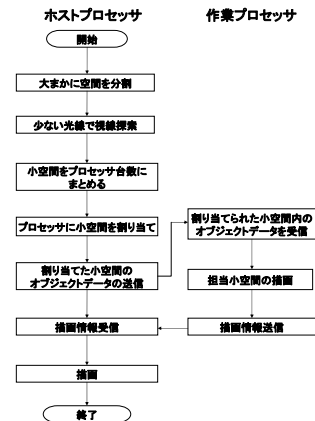 ホストプロセッサ
作業プロセッサ
開始
大まかに空間を分割
少ない光線で視線探索
小空間をプロセッサ台数に
まとめる
プロセッサに小空間を割り当て
割り当てた小空間の
オブジェクトデータの送信
割り当てられた小空間内の
オブジェクトデータを受信
担当小空間の描画
描画情報送信
描画情報受信
描画
終了